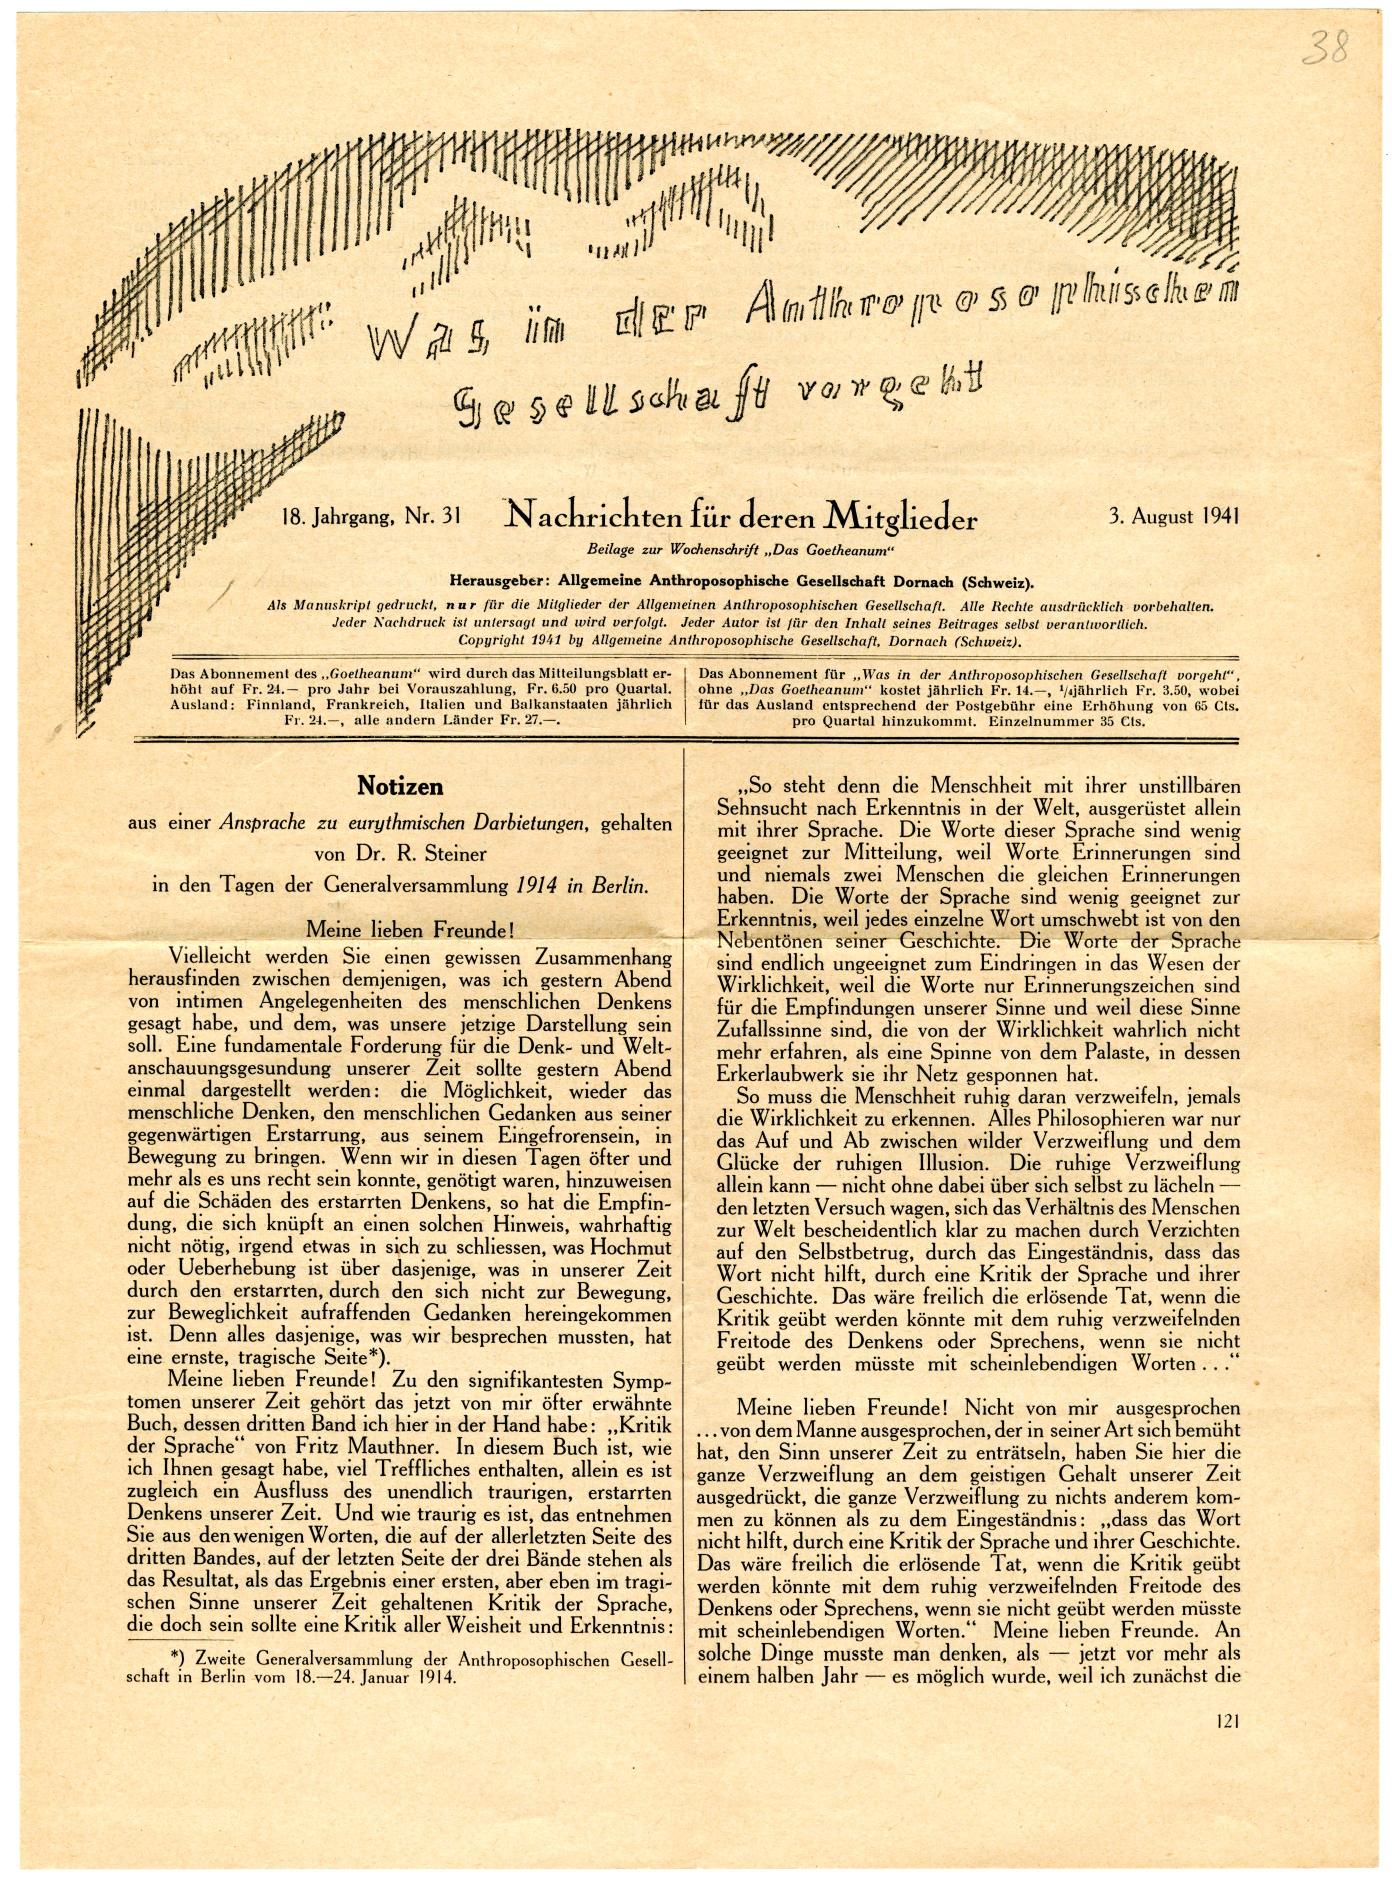 38
Was in der Anthroposophischen
Gesellschaft vorgeht
18. Jahrgang, Nr. 31
Nachrichten für deren Mitglieder
3. August 1941
Beilage zur Wochenschrift „Das Goetheanum“
Herausgeber: Allgemeine Anthroposophische Gesellschaft Dornach (Schweiz).
Als Manuskript gedruckt, nur für die Mitglieder der Allgemeinen Anthroposophischen Gesellschaft. Alle Rechte ausdrücklich vorbehalten.
Jeder Nachdruck ist untersagt und wird verfolgt. Jeder Autor ist für den Inhalt seines Beitrages selbst verantwortlich.
Copyright 1941 by Allgemeine Anthroposophische Gesellschaft, Dornach (Schweiz).
Das Abonnement des „Goetheanum“ wird durch das Mitteilungsblatt er-
höht auf Fr. 24.— pro Jahr bei Vorauszahlung, Fr. 6.50 pro Quartal.
Ausland: Finnland, Frankreich, Italien und Balkanstaaten jährlich
Fr. 24.—, alle andern Länder Fr. 27.—.
Das Abonnement für „Was in der Anthroposophischen Gesellschaft vorgeht“,
ohne „Das Goetheanum“ kostet jährlich Fr. 14.—, ¼jährlich Fr. 3.50, wobei
für das Ausland entsprechend der Postgebühr eine Erhöhung von 65 Cts.
pro Quartal hinzukommt. Einzelnummer 35 Cts.
Notizen
aus einer Ansprache zu eurythmischen Darbietungen, gehalten
von Dr. R. Steiner
in den Tagen der Generalversammlung 1914 in Berlin.
Meine lieben Freunde!
Vielleicht werden Sie einen gewissen Zusammenhang
herausfinden zwischen demjenigen, was ich gestern Abend
von intimen Angelegenheiten des menschlichen Denkens
gesagt habe, und dem, was unsere jetzige Darstellung sein
soll. Eine fundamentale Forderung für die Denk- und Welt-
anschauungsgesundung unserer Zeit sollte gestern Abend
einmal dargestellt werden: die Möglichkeit, wieder das
menschliche Denken, den menschlichen Gedanken aus seiner
gegenwärtigen Erstarrung, aus seinem Eingefrorensein, in
Bewegung zu bringen. Wenn wir in diesen Tagen öfter und
mehr als es uns recht sein konnte, genötigt waren, hinzuweisen
auf die Schäden des erstarrten Denkens, so hat die Empfin-
dung, die sich knüpft an einen solchen Hinweis, wahrhaftig
nicht nötig, irgend etwas in sich zu schliessen, was Hochmut
oder Ueberhebung ist über dasjenige, was in unserer Zeit
durch den erstarrten, durch den sich nicht zur Bewegung,
zur Beweglichkeit aufraffenden Gedanken hereingekommen
ist. Denn alles dasjenige, was wir besprechen mussten, hat
eine ernste, tragische Seite*).
Meine lieben Freunde! Zu den signifikantesten Symp-
tomen unserer Zeit gehört das jetzt von mir öfter erwähnte
Buch, dessen dritten Band ich hier in der Hand habe: „Kritik
der Sprache“ von Fritz Mauthner. In diesem Buch ist, wie
ich Ihnen gesagt habe, viel Treffliches enthalten, allein es ist
zugleich ein Ausfluss des unendlich traurigen, erstarrten
Denkens unserer Zeit. Und wie traurig es ist, das entnehmen
Sie aus den wenigen Worten, die auf der allerletzten Seite des
dritten Bandes, auf der letzten Seite der drei Bände stehen als
das Resultat, als das Ergebnis einer ersten, aber eben im tragi-
schen Sinne unserer Zeit gehaltenen Kritik der Sprache,
die doch sein sollte eine Kritik aller Weisheit und Erkenntnis:
*) Zweite Generalversammlung der Anthroposophischen Gesell-
schaft in Berlin vom 18.—24. Januar 1914.
„So steht denn die Menschheit mit ihrer unstillbaren
Sehnsucht nach Erkenntnis in der Welt, ausgerüstet allein
mit ihrer Sprache. Die Worte dieser Sprache sind wenig
geeignet zur Mitteilung, weil Worte Erinnerungen sind
und niemals zwei Menschen die gleichen Erinnerungen
haben. Die Worte der Sprache sind wenig geeignet zur
Erkenntnis, weil jedes einzelne Wort umschwebt ist von den
Nebentönen seiner Geschichte. Die Worte der Sprache
sind endlich ungeeignet zum Eindringen in das Wesen der
Wirklichkeit, weil die Worte nur Erinnerungszeichen sind
für die Empfindungen unserer Sinne und weil diese Sinne
Zufallssinne sind, die von der Wirklichkeit wahrlich nicht
mehr erfahren, als eine Spinne von dem Palaste, in dessen
Erkerlaubwerk sie ihr Netz gesponnen hat.
So muss die Menschheit ruhig daran verzweifeln, jemals
die Wirklichkeit zu erkennen. Alles Philosophieren war nur
das Auf und Ab zwischen wilder Verzweiflung und dem
Glücke der ruhigen Illusion. Die ruhige Verzweiflung
allein kann — nicht ohne dabei über sich selbst zu lächeln —
den letzten Versuch wagen, sich das Verhältnis des Menschen
zur Welt bescheidentlich klar zu machen durch Verzichten
auf den Selbstbetrug, durch das Eingeständnis, dass das
Wort nicht hilft, durch eine Kritik der Sprache und ihrer
Geschichte. Das wäre freilich die erlösende Tat, wenn die
Kritik geübt werden könnte mit dem ruhig verzweifelnden
Freitode des Denkens oder Sprechens, wenn sie nicht
geübt werden müsste mit scheinlebendigen Worten . . .“
Meine lieben Freunde! Nicht von mir ausgesprochen
. . . von dem Manne ausgesprochen, der in seiner Art sich bemüht
hat, den Sinn unserer Zeit zu enträtseln, haben Sie hier die
ganze Verzweiflung an dem geistigen Gehalt unserer Zeit
ausgedrückt, die ganze Verzweiflung zu nichts anderem kom-
men zu können als zu dem Eingeständnis: „dass das Wort
nicht hilft, durch eine Kritik der Sprache und ihrer Geschichte.
Das wäre freilich die erlösende Tat, wenn die Kritik geübt
werden könnte mit dem ruhig verzweifelnden Freitode des
Denkens oder Sprechens, wenn sie nicht geübt werden müsste
mit scheinlebendigen Worten.“ Meine lieben Freunde. An
solche Dinge musste man denken, als — jetzt vor mehr als
einem halben Jahr — es möglich wurde, weil ich zunächst die
121